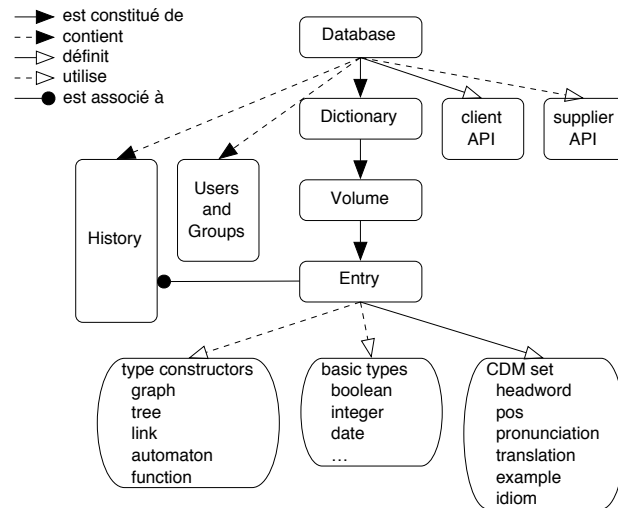 est constitué de
contient
définit
utilise
est associé à
Database
Dictionary
client
API
supplier
API
History
Users
and
Groups
Volume
Entry
type constructors
graph
tree
link
automaton
function
basic types
boolean
integer
date
...
CDM set
headword
pos
pronunciation
translation
example
idiom